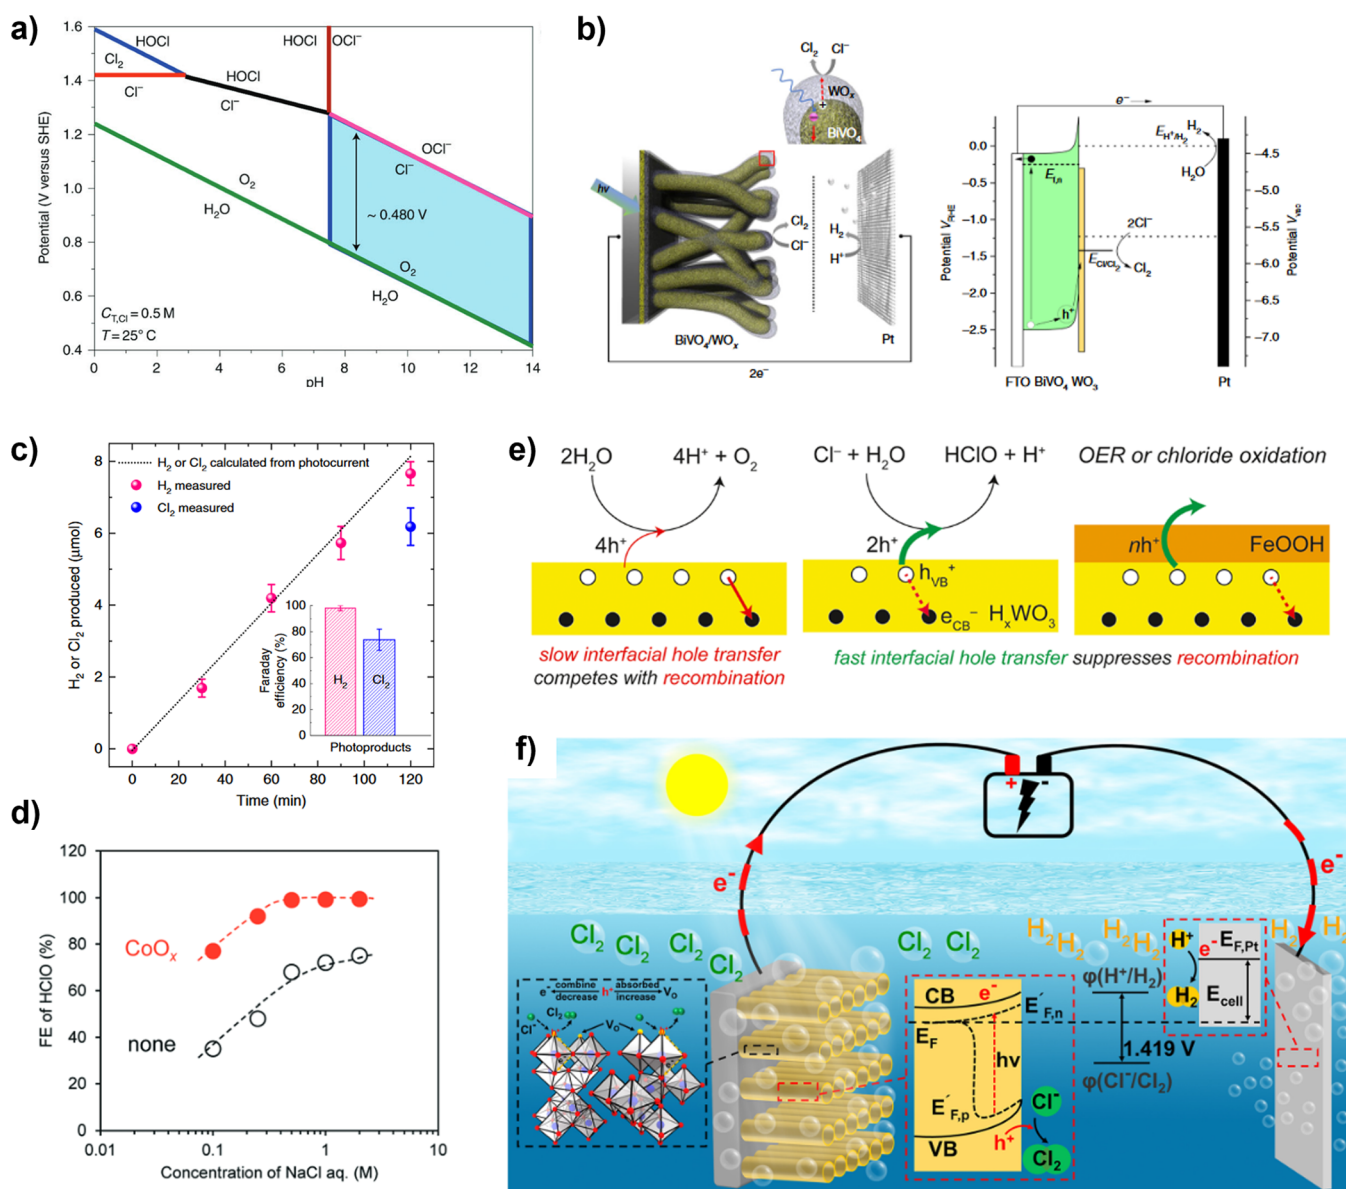 a)
Potential (V versus SHE)
1.6
1.4
1.2
1.0
0.8
0.6
0.4
0
2
4
6
8
10
12
14
pH
HOCl
Cl2
Cl−
HOCl
Cl−
HOCl
OCl−
OCl−
Cl−
O2
H2O
~ 0.480 V
O2
H2O
CT,Cl = 0.5 M
T = 25° C
b)
Cl2
Cl−
WOx
+
BiVO4
hν
Cl2
Cl−
H2
H+
BiVO4/WOx
Pt
2e−
e−
0.0
−0.5
−1.0
−1.5
−2.0
−2.5
Potential VRHE
Ef,n
EH+/H2
H2
H2O
2Cl−
ECl/Cl2
Cl2
h+
−4.5
−5.0
−5.5
−6.0
−6.5
−7.0
FTO BiVO4 WO3
Pt
c)
H2 or Cl2 produced (μmol)
8
6
4
2
0
H2 or Cl2 calculated from photocurrent
H2 measured
Cl2 measured
Faraday
efficiency (%)
100
80
60
40
20
0
H2
Cl2
Photoproducts
0
20
40
60
80
100
120
Time (min)
d)
FE of HClO (%)
120
100
80
60
40
20
0
CoOx
none
0.01
0.1
1
10
Concentration of NaCl aq. (M)
e)
2H2O
4H+ + O2
4h+
slow interfacial hole transfer
competes with recombination
Cl− + H2O
HClO + H+
2h+
hVB+
eCB−
HxWO3
OER or chloride oxidation
nh+
FeOOH
fast interfacial hole transfer suppresses recombination
f)
+
-
e-
e-
Cl2
Cl2
Cl2
Cl2
Cl2
Cl2
H2
H2
H2
H2
H2
H2
e- combine h+ absorbed VO
decrease
increase
Cl2
Cl-
VO
CB
e-
E'F,n
EF
hν
E'F,p
VB
h+
Cl-
Cl2
φ(H+/H2)
1.419 V
φ(Cl-/Cl2)
H+
e-
EF,Pt
H2
Ecell